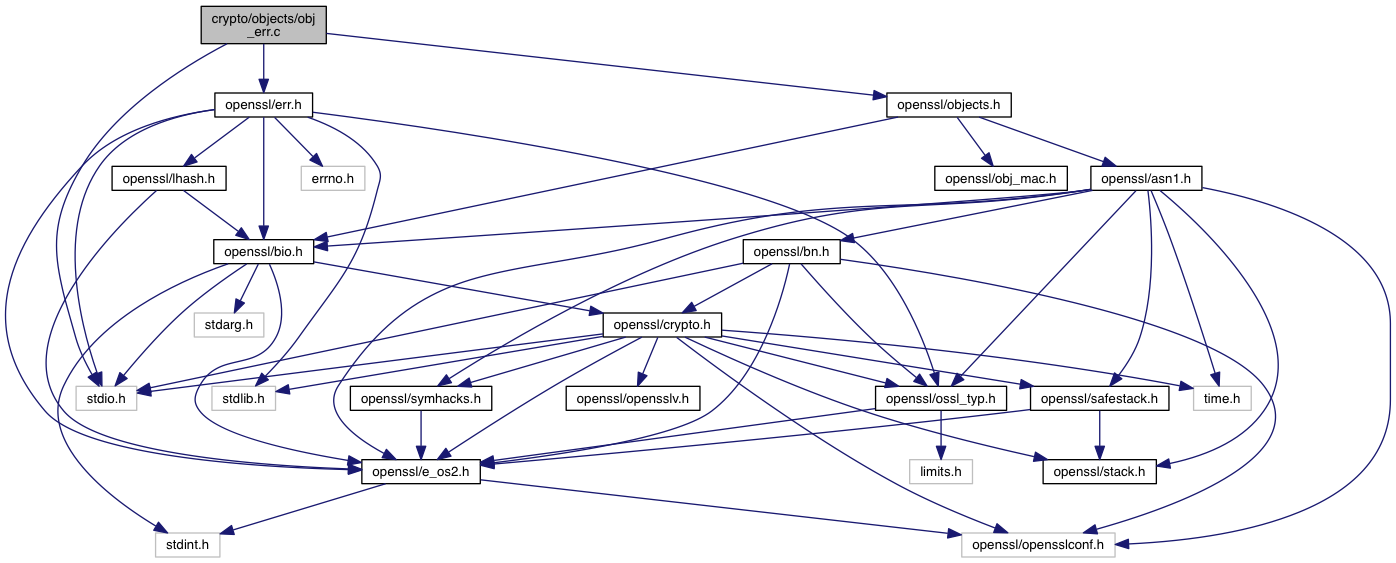 crypto/objects/obj
_err.c
openssl/err.h
openssl/objects.h
openssl/lhash.h
errno.h
openssl/obj_mac.h
openssl/asn1.h
openssl/bio.h
openssl/bn.h
stdarg.h
openssl/crypto.h
stdio.h
stdlib.h
openssl/symhacks.h
openssl/opensslv.h
openssl/ossl_typ.h
openssl/safestack.h
time.h
openssl/e_os2.h
limits.h
openssl/stack.h
stdint.h
openssl/opensslconf.h